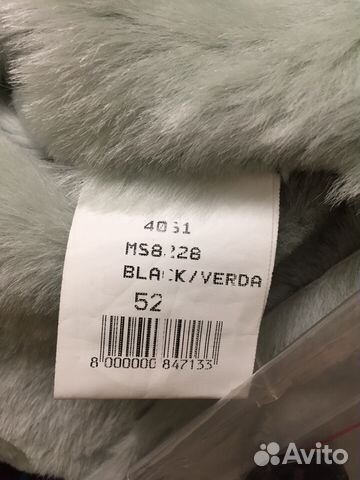 4061
MS8228
BLACK/VERDA
52
8 000000 847133
Avito